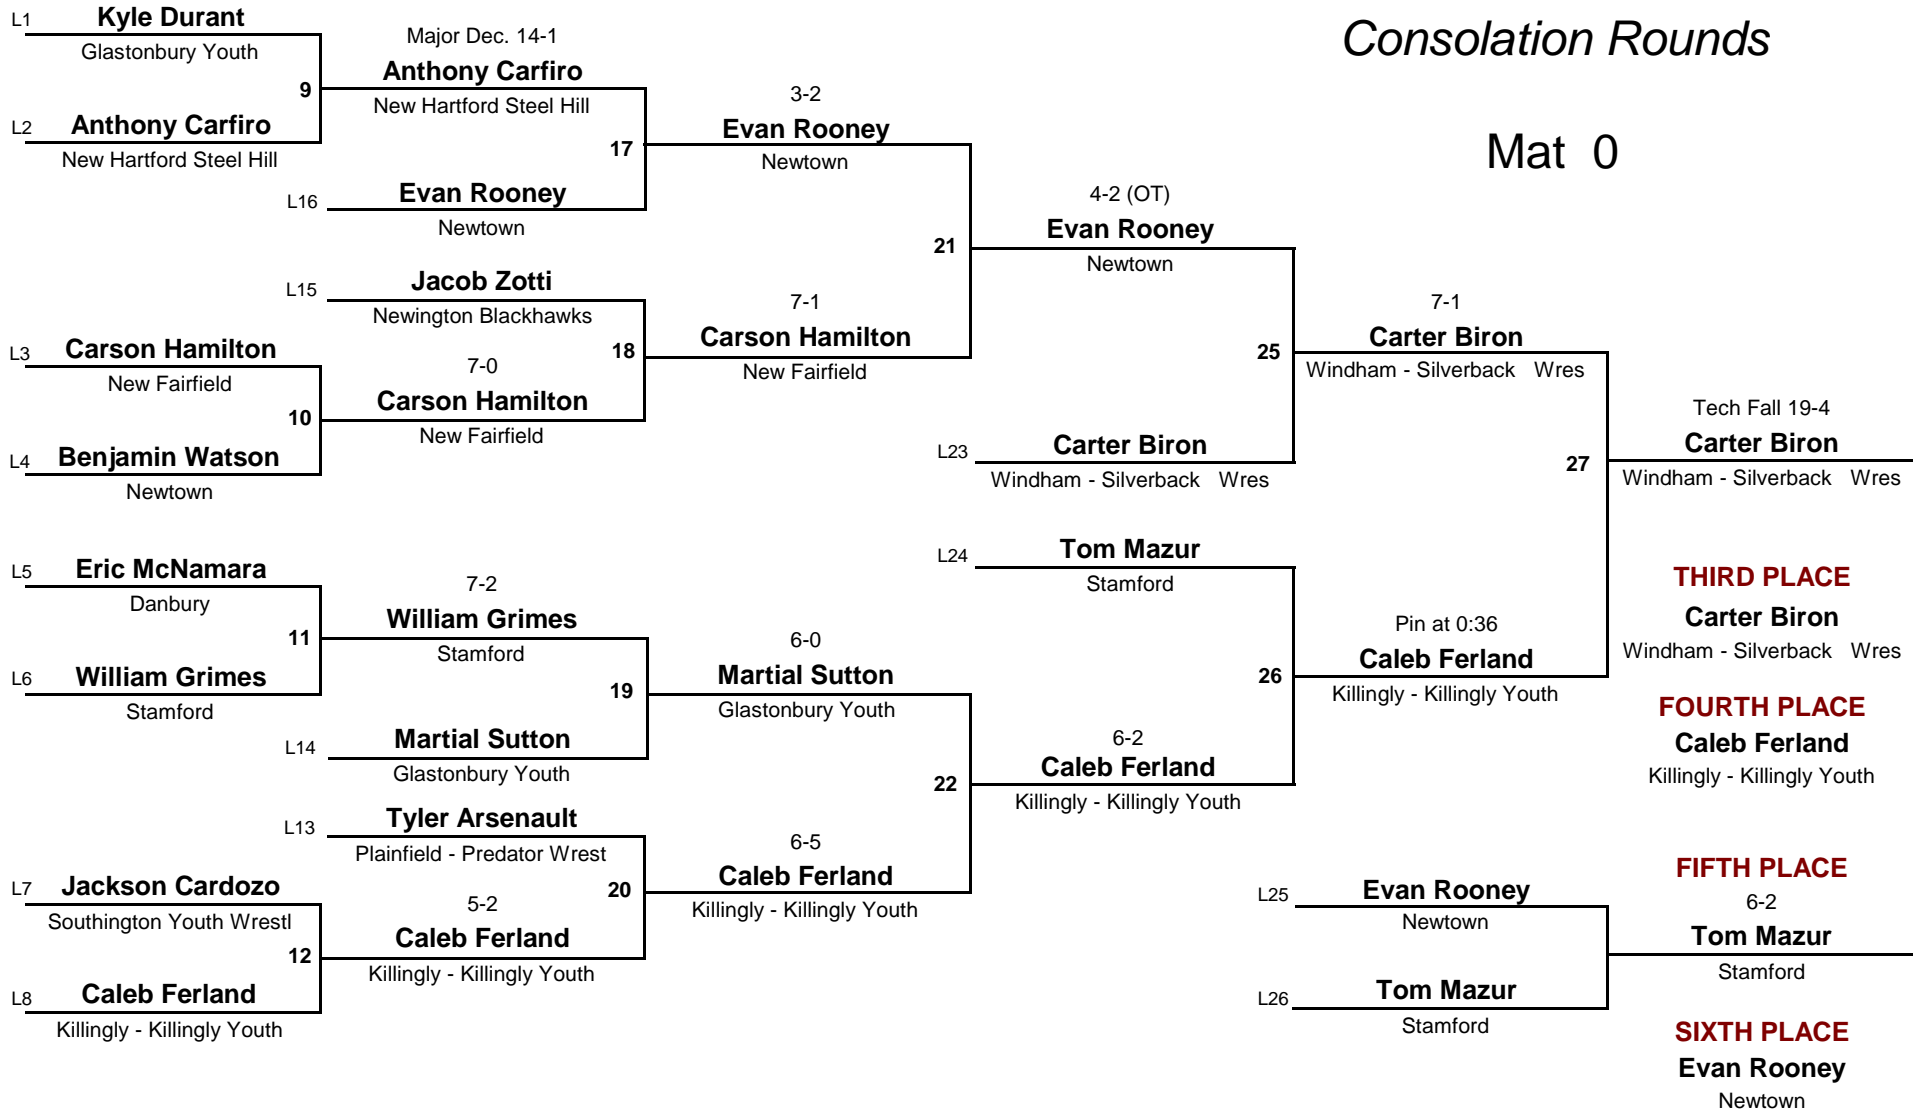 Consolation Rounds
Mat 0
L1
Kyle Durant
Glastonbury Youth
9
L2
Anthony Carfiro
New Hartford Steel Hill
Major Dec. 14-1
Anthony Carfiro
New Hartford Steel Hill
17
L16
Evan Rooney
Newtown
3-2
Evan Rooney
Newtown
21
L15
Jacob Zotti
Newington Blackhawks
18
L3
Carson Hamilton
New Fairfield
10
L4
Benjamin Watson
Newtown
7-0
Carson Hamilton
New Fairfield
7-1
Carson Hamilton
New Fairfield
4-2 (OT)
Evan Rooney
Newtown
25
L23
Carter Biron
Windham - Silverback Wres
7-1
Carter Biron
Windham - Silverback Wres
27
Tech Fall 19-4
Carter Biron
Windham - Silverback Wres
L5
Eric McNamara
Danbury
11
L6
William Grimes
Stamford
7-2
William Grimes
Stamford
19
L14
Martial Sutton
Glastonbury Youth
6-0
Martial Sutton
Glastonbury Youth
22
L13
Tyler Arsenault
Plainfield - Predator Wrest
20
L7
Jackson Cardozo
Southington Youth Wrestl
12
L8
Caleb Ferland
Killingly - Killingly Youth
5-2
Caleb Ferland
Killingly - Killingly Youth
6-5
Caleb Ferland
Killingly - Killingly Youth
L24
Tom Mazur
Stamford
26
6-2
Caleb Ferland
Killingly - Killingly Youth
Pin at 0:36
Caleb Ferland
Killingly - Killingly Youth
THIRD PLACE
Carter Biron
Windham - Silverback Wres
FOURTH PLACE
Caleb Ferland
Killingly - Killingly Youth
L25
Evan Rooney
Newtown
L26
Tom Mazur
Stamford
FIFTH PLACE
6-2
Tom Mazur
Stamford
SIXTH PLACE
Evan Rooney
Newtown